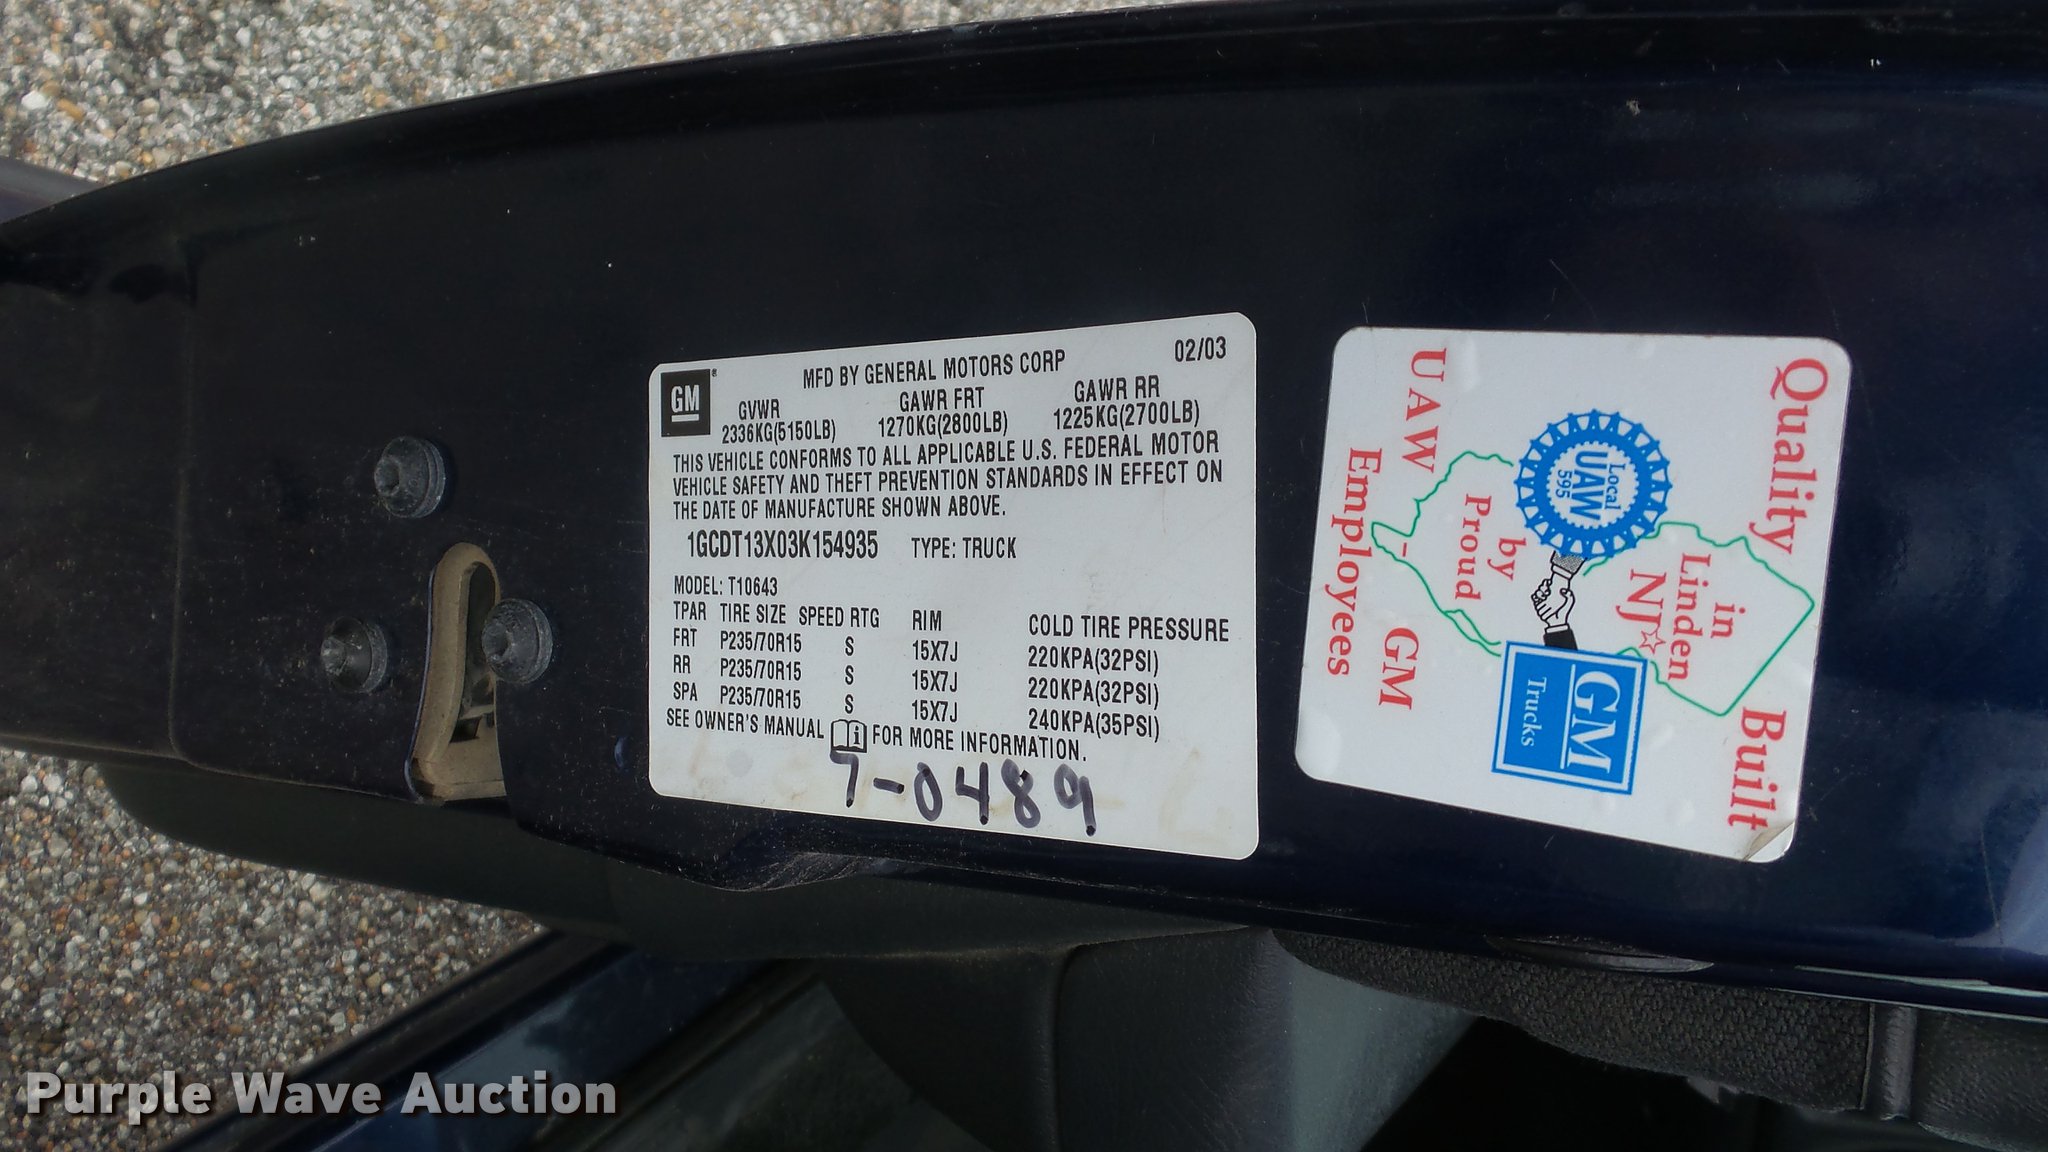 GM
MFD BY GENERAL MOTORS CORP 02/03
GVWR GAWR FRT GAWR RR
2336KG(5150LB) 1270KG(2800LB) 1225KG(2700LB)
THIS VEHICLE CONFORMS TO ALL APPLICABLE U.S. FEDERAL MOTOR
VEHICLE SAFETY AND THEFT PREVENTION STANDARDS IN EFFECT ON
THE DATE OF MANUFACTURE SHOWN ABOVE.
1GCDT13X03K154935 TYPE: TRUCK
MODEL: T10643
TPAR TIRE SIZE SPEED RTG RIM COLD TIRE PRESSURE
FRT P235/70R15 S 15X7J 220KPA(32PSI)
RR P235/70R15 S 15X7J 220KPA(32PSI)
SPA P235/70R15 S 15X7J 240KPA(35PSI)
SEE OWNER'S MANUAL FOR MORE INFORMATION.
7-0489
Quality Built
in
Linden
NJ
Local
UAW
595
GM
Trucks
by
Proud
UAW - GM
Employees
Purple Wave Auction